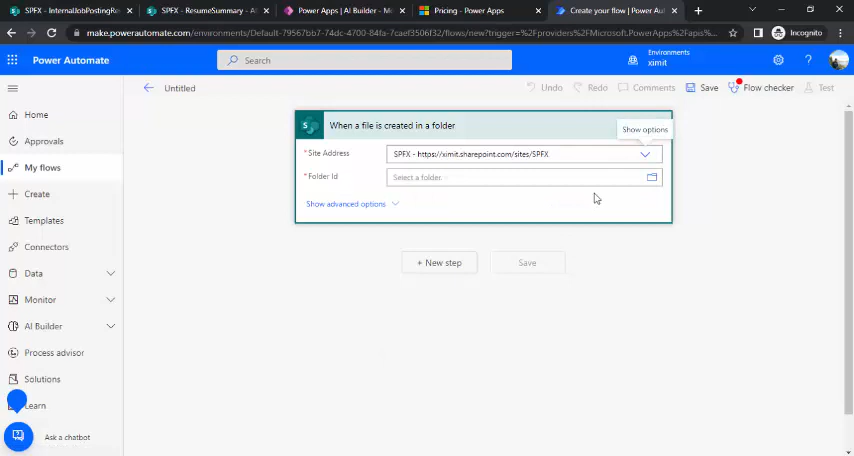 SPFX - InternalJobPostingRe
SPFX - ResumeSummary - Al
Power Apps | AI Builder - M
Pricing - Power Apps
Create your flow | Power Aut
Incognito
make.powerautomate.com/environments/Default-79567bb7-74dc-4700-84fa-7caef3506f32/flows/new?trigger=%2Fproviders%2FMicrosoft.PowerApps%2Fapis...
Power Automate
Search
Environments
ximit
Untitled
Undo
Redo
Comments
Save
Flow checker
Test
Home
Approvals
My flows
Create
Templates
Connectors
Data
Monitor
AI Builder
Process advisor
Solutions
Learn
Ask a chatbot
When a file is created in a folder
Show options
* Site Address
SPFX - https://ximit.sharepoint.com/sites/SPFX
* Folder Id
Select a folder.
Show advanced options
+ New step
Save